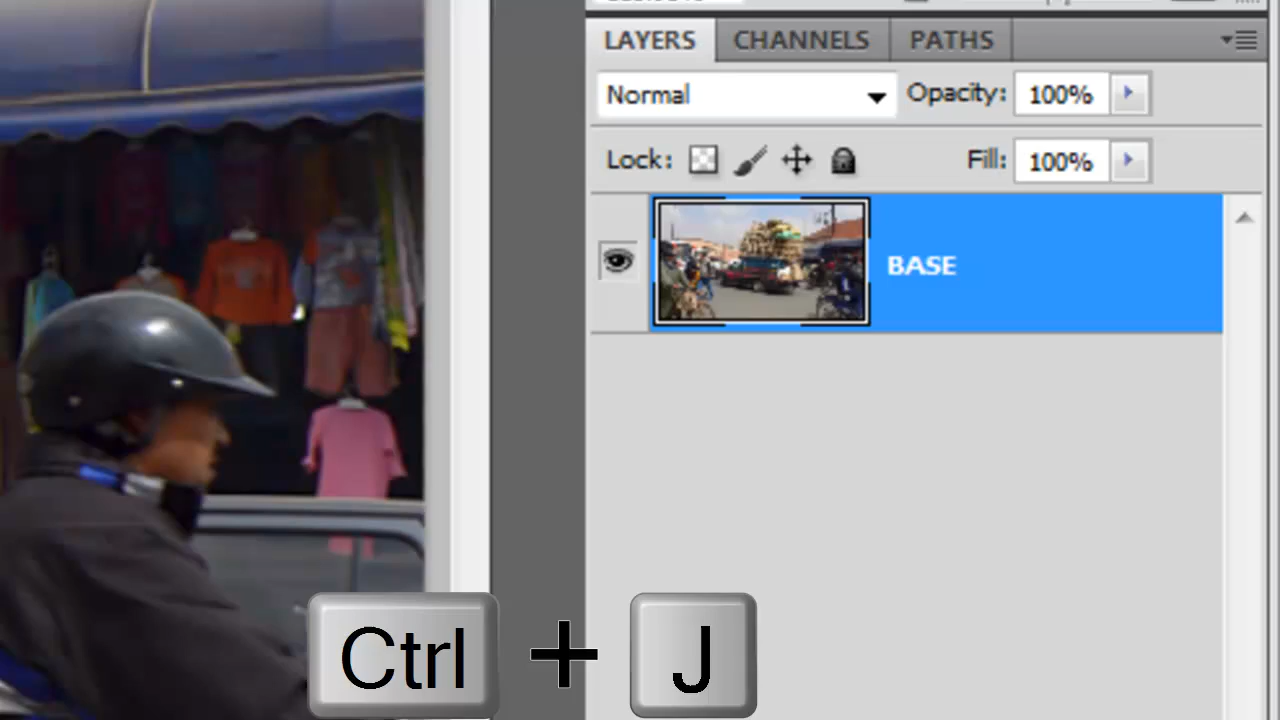 LAYERS CHANNELS PATHS
Normal Opacity: 100%
Lock: Fill: 100%
BASE
Ctrl + J